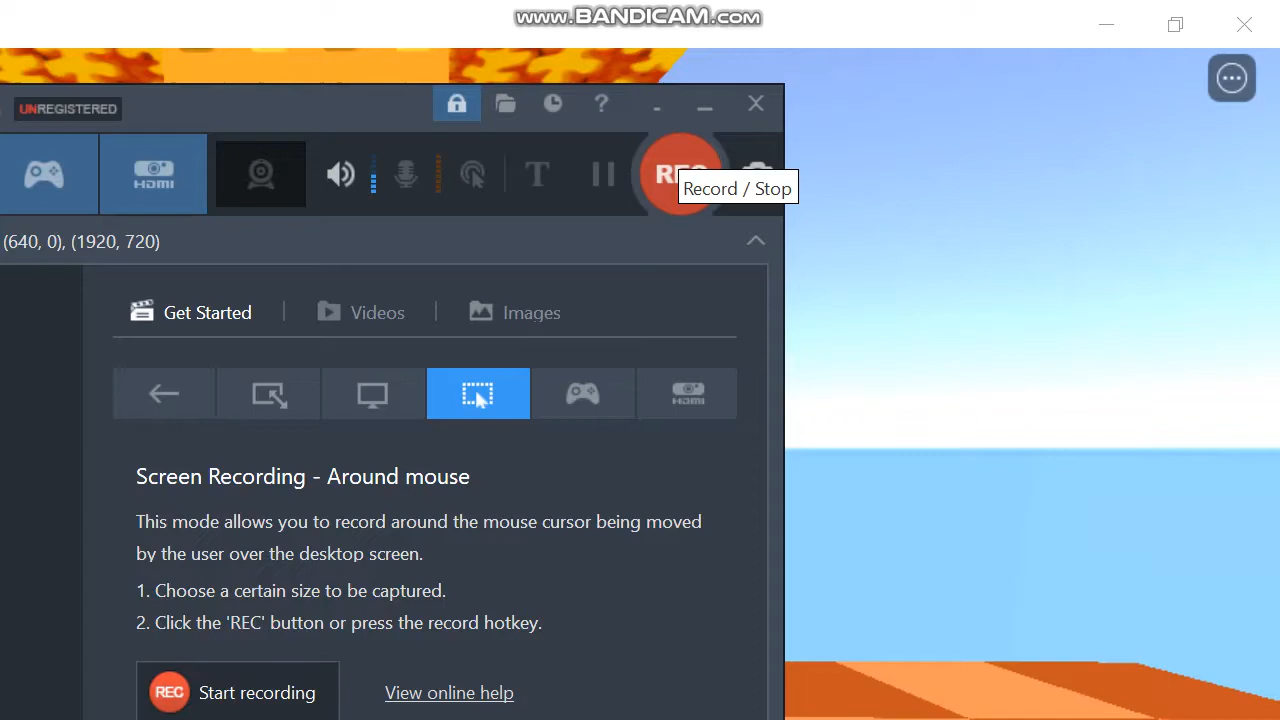 www.BANDICAM.com
UNREGISTERED
HDMI
T
REC
Record / Stop
(640, 0), (1920, 720)
Get Started | Videos | Images
HDMI
Screen Recording - Around mouse
This mode allows you to record around the mouse cursor being moved
by the user over the desktop screen.
1. Choose a certain size to be captured.
2. Click the 'REC' button or press the record hotkey.
REC Start recording
View online help